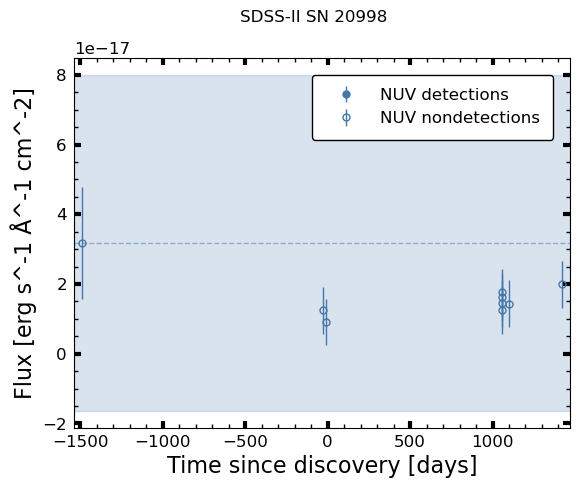 SDSS-II SN 20998
1e−17
NUV detections
NUV nondetections
8
6
4
2
0
−2
Flux [erg s^-1 Å^-1 cm^-2]
−1500 −1000 −500 0 500 1000
Time since discovery [days]